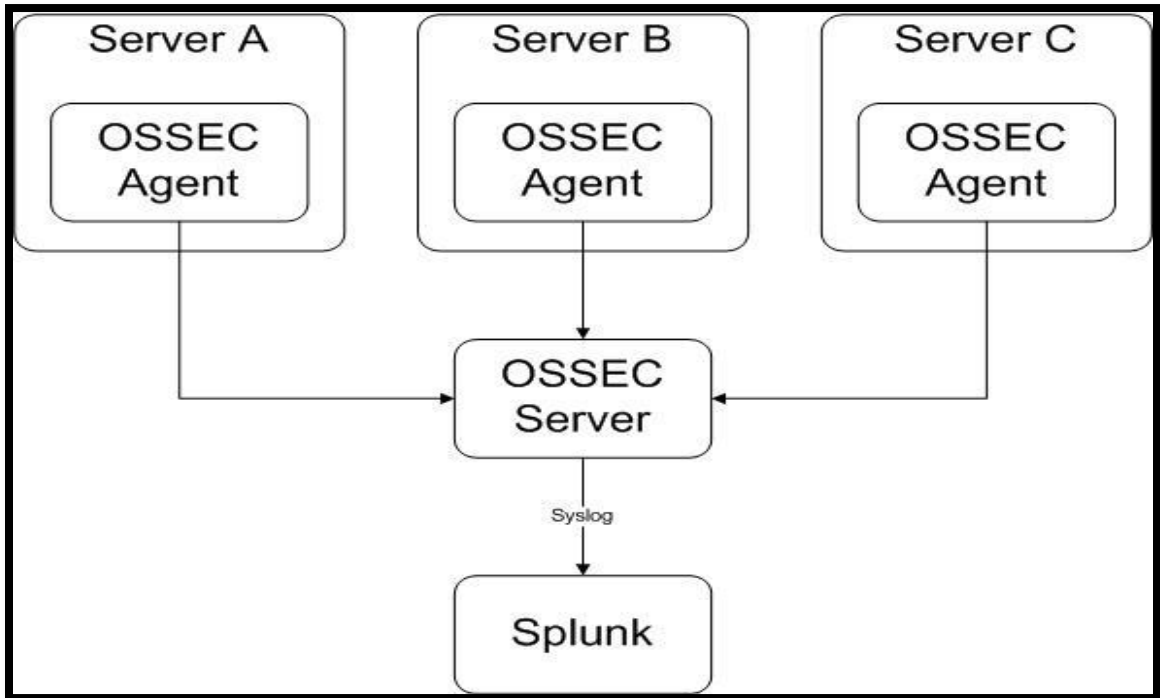 Server A
Server B
Server C
OSSEC
Agent
OSSEC
Agent
OSSEC
Agent
OSSEC
Server
Syslog
Splunk